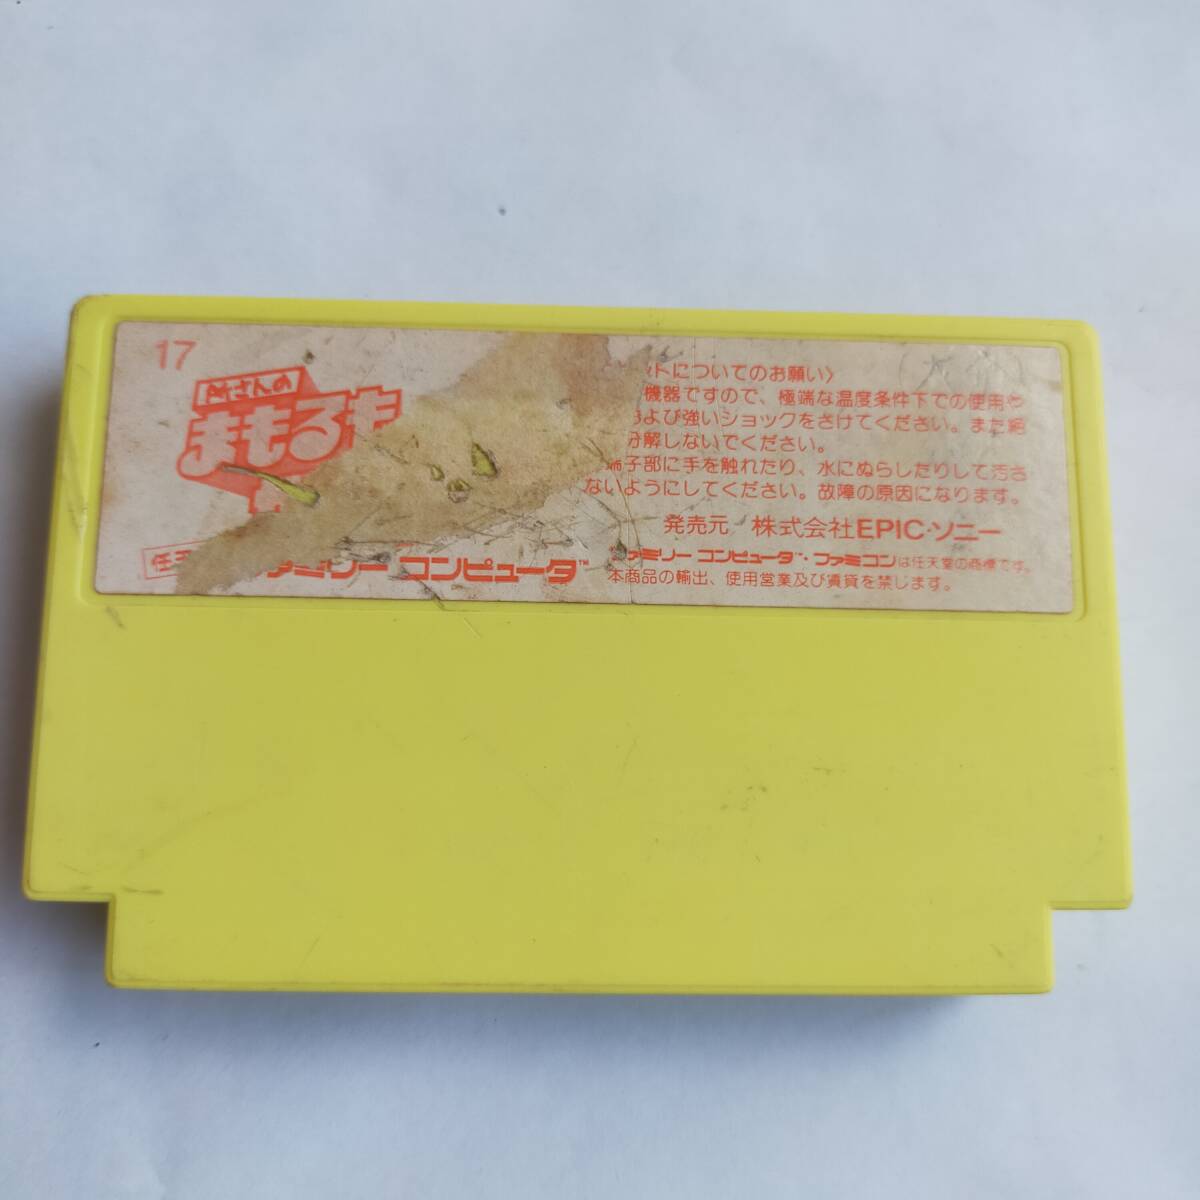 17
所さんの
まもるも
任天
ファミリー コンピュータ™
ットについてのお願い〉
機器ですので、極端な温度条件下での使用や
および強いショックをさけてください。また絶
分解しないでください。
端子部に手を触れたり、水にぬらしたりして汚さ
ないようにしてください。故障の原因になります。
発売元 株式会社EPIC・ソニー
ファミリー コンピュータ™・ファミコンは任天堂の商標です。
本商品の輸出、使用営業及び賃貸を禁じます。